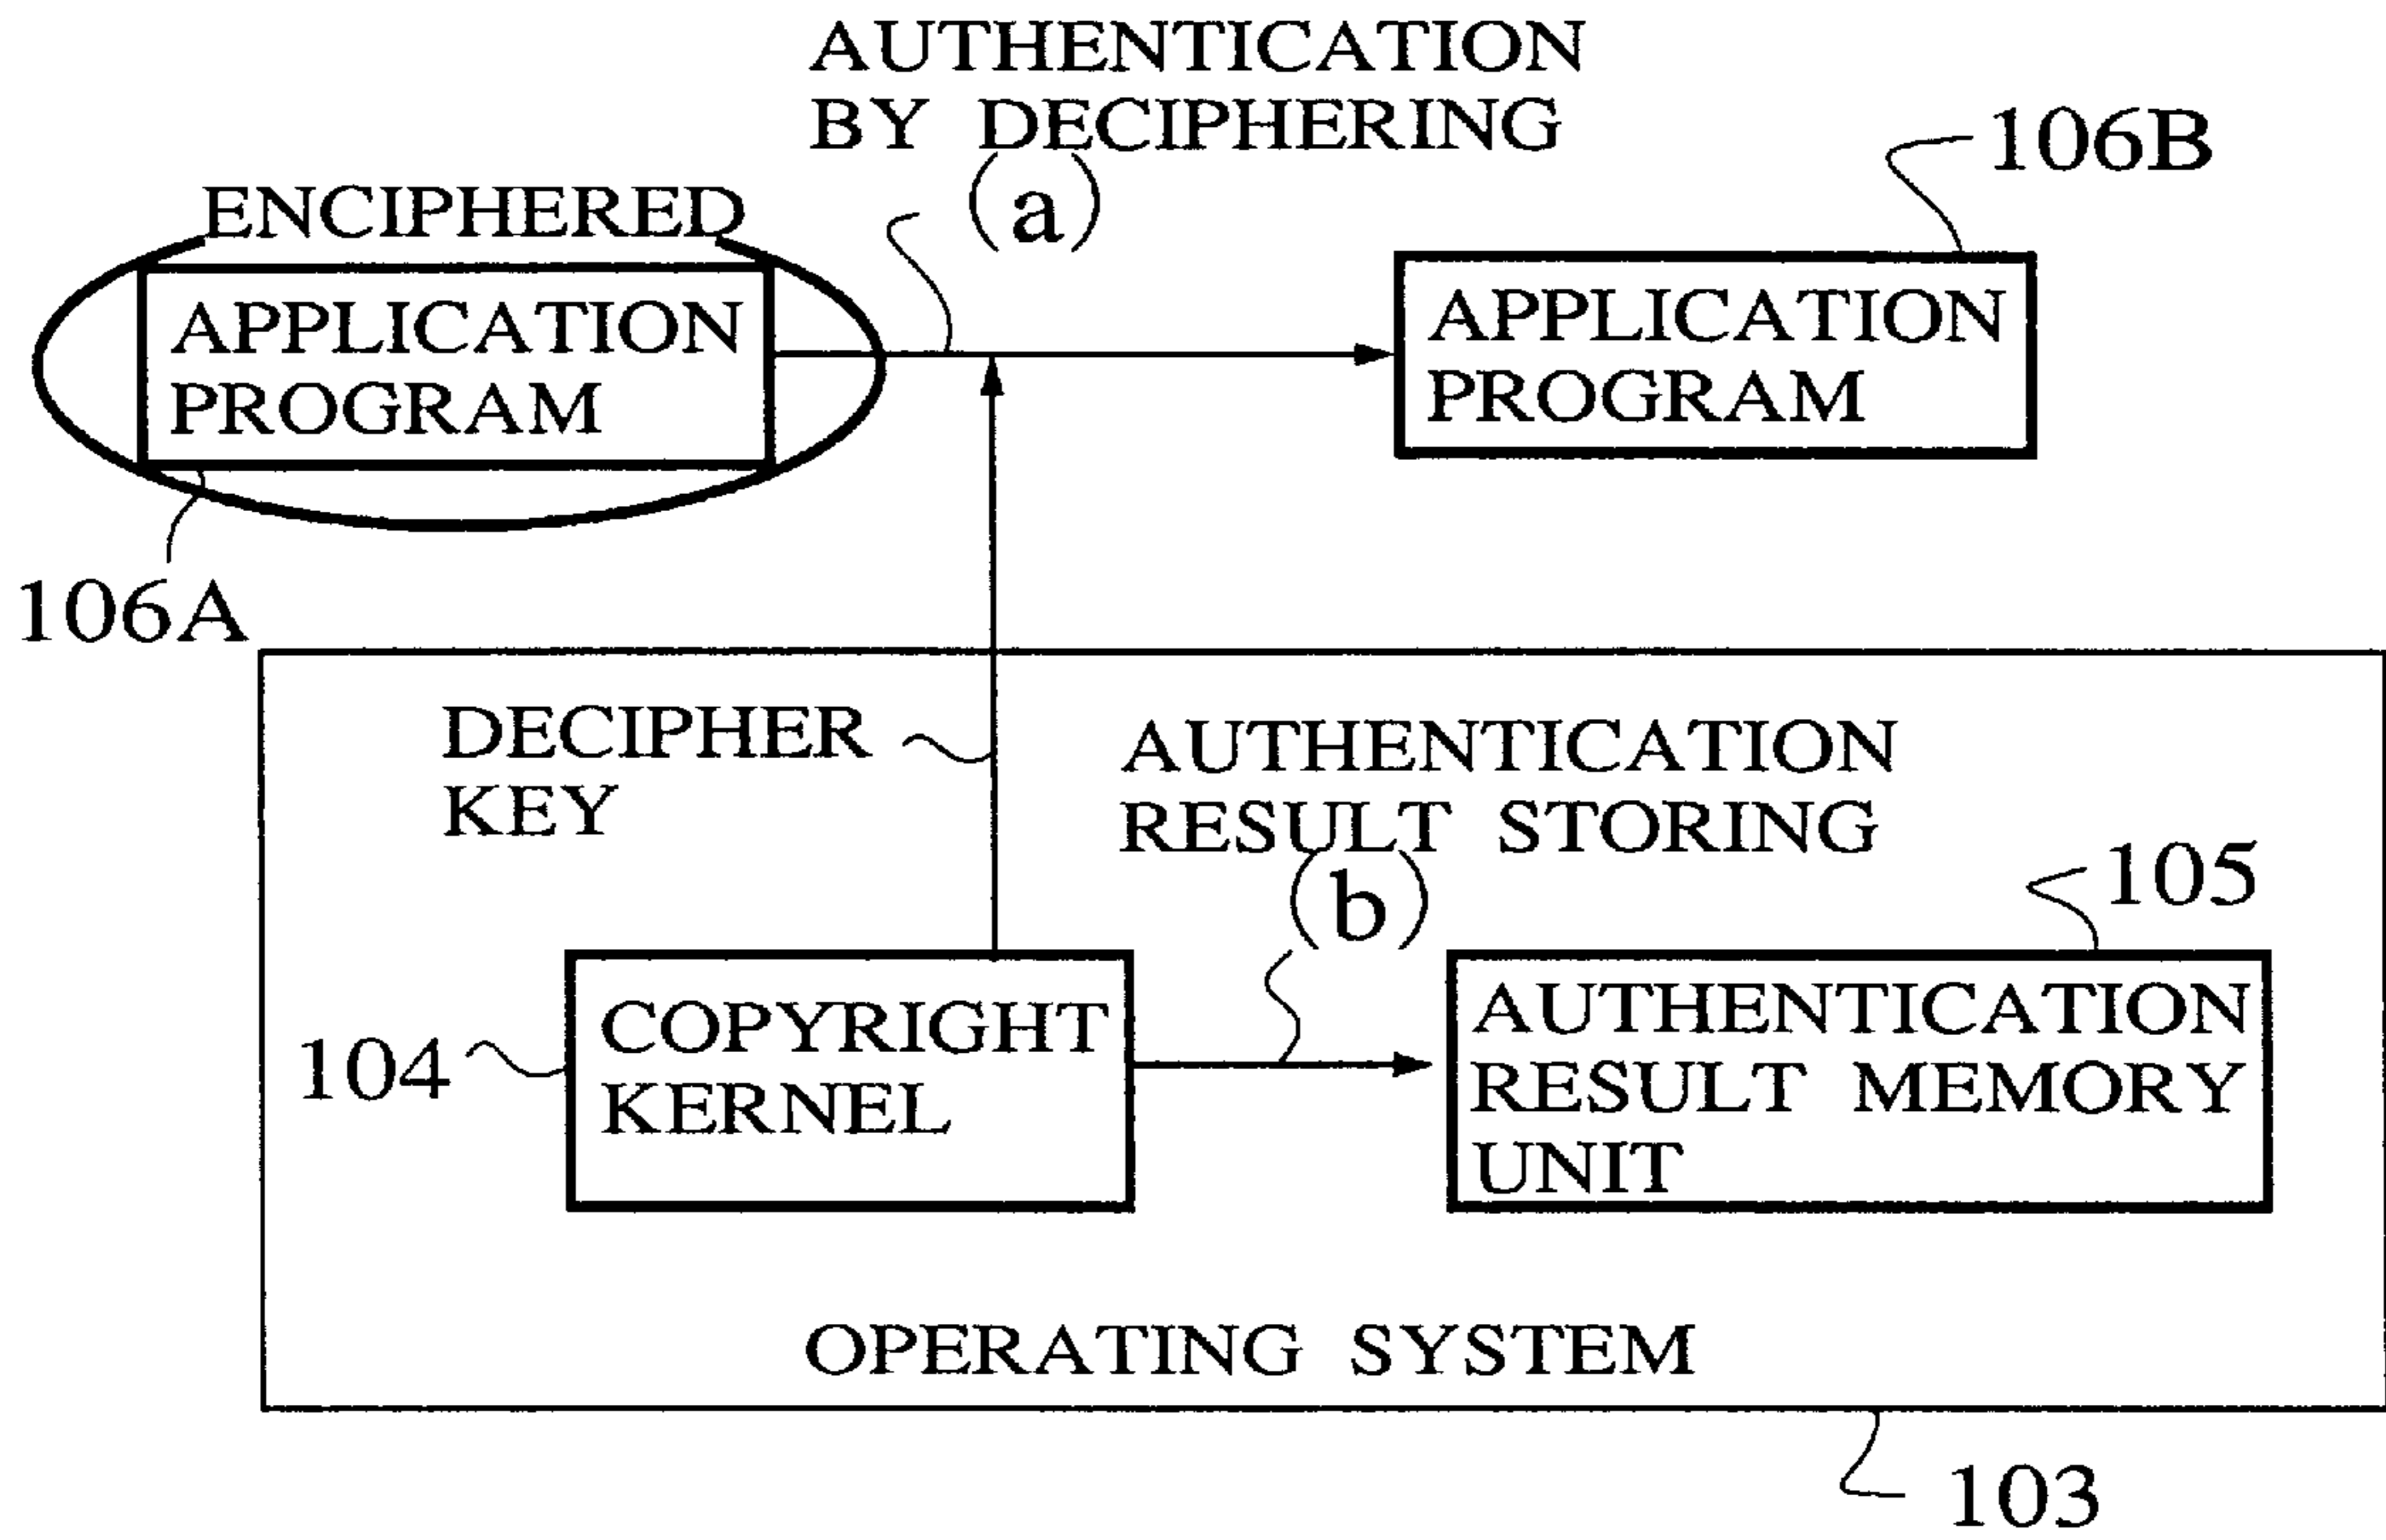 AUTHENTICATION
BY DECIPHERING
(a)
106B
ENCIPHERED
APPLICATION
PROGRAM
APPLICATION
PROGRAM
106A
DECIPHER
KEY
AUTHENTICATION
RESULT STORING
(b)
105
104
COPYRIGHT
KERNEL
AUTHENTICATION
RESULT MEMORY
UNIT
OPERATING SYSTEM
103